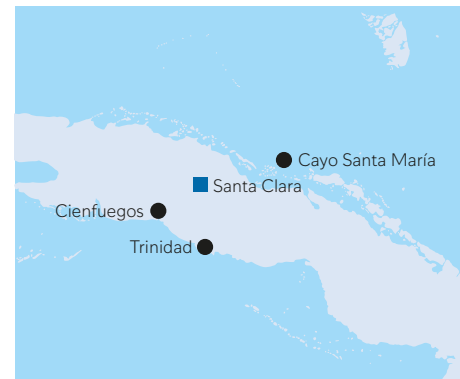 Cayo Santa María
Santa Clara
Cienfuegos
Trinidad